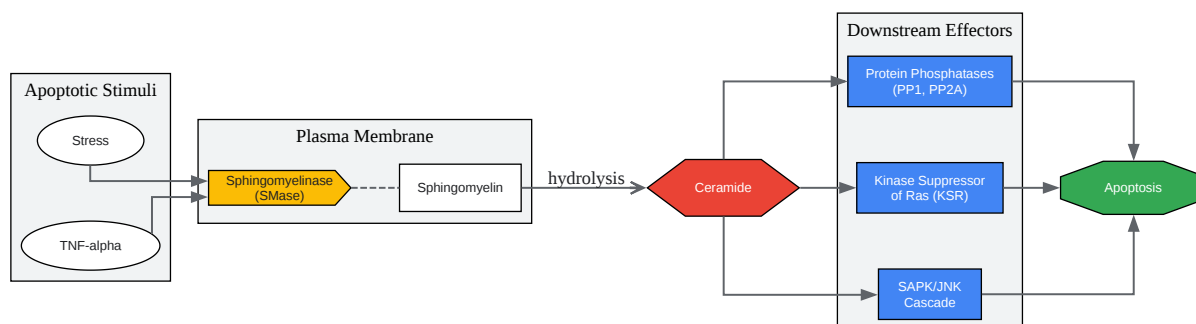 Apoptotic Stimuli
Stress
TNF-alpha
Plasma Membrane
Sphingomyelinase
(SMase)
Sphingomyelin
hydrolysis
Ceramide
Downstream Effectors
Protein Phosphatases
(PP1, PP2A)
Kinase Suppressor
of Ras (KSR)
SAPK/JNK
Cascade
Apoptosis